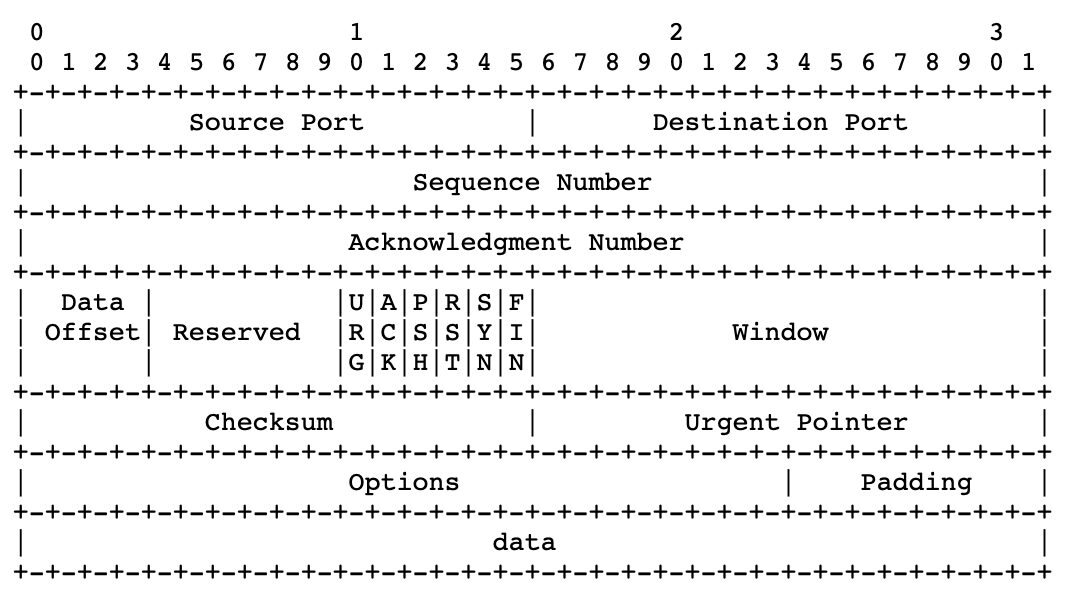 0                   1                   2                   3
 0 1 2 3 4 5 6 7 8 9 0 1 2 3 4 5 6 7 8 9 0 1 2 3 4 5 6 7 8 9 0 1
+-+-+-+-+-+-+-+-+-+-+-+-+-+-+-+-+-+-+-+-+-+-+-+-+-+-+-+-+-+-+-+-+
|          Source Port          |       Destination Port        |
+-+-+-+-+-+-+-+-+-+-+-+-+-+-+-+-+-+-+-+-+-+-+-+-+-+-+-+-+-+-+-+-+
|                        Sequence Number                        |
+-+-+-+-+-+-+-+-+-+-+-+-+-+-+-+-+-+-+-+-+-+-+-+-+-+-+-+-+-+-+-+-+
|                    Acknowledgment Number                      |
+-+-+-+-+-+-+-+-+-+-+-+-+-+-+-+-+-+-+-+-+-+-+-+-+-+-+-+-+-+-+-+-+
|  Data |           |U|A|P|R|S|F|                               |
| Offset| Reserved  |R|C|S|S|Y|I|            Window             |
|       |           |G|K|H|T|N|N|                               |
+-+-+-+-+-+-+-+-+-+-+-+-+-+-+-+-+-+-+-+-+-+-+-+-+-+-+-+-+-+-+-+-+
|           Checksum            |         Urgent Pointer        |
+-+-+-+-+-+-+-+-+-+-+-+-+-+-+-+-+-+-+-+-+-+-+-+-+-+-+-+-+-+-+-+-+
|                    Options                    |    Padding    |
+-+-+-+-+-+-+-+-+-+-+-+-+-+-+-+-+-+-+-+-+-+-+-+-+-+-+-+-+-+-+-+-+
|                             data                              |
+-+-+-+-+-+-+-+-+-+-+-+-+-+-+-+-+-+-+-+-+-+-+-+-+-+-+-+-+-+-+-+-+